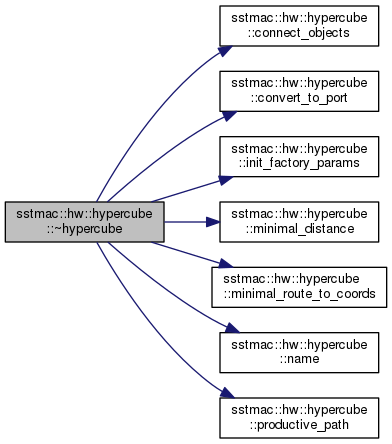 sstmac::hw::hypercube
::connect_objects
sstmac::hw::hypercube
::convert_to_port
sstmac::hw::hypercube
::init_factory_params
sstmac::hw::hypercube
::~hypercube
sstmac::hw::hypercube
::minimal_distance
sstmac::hw::hypercube
::minimal_route_to_coords
sstmac::hw::hypercube
::name
sstmac::hw::hypercube
::productive_path